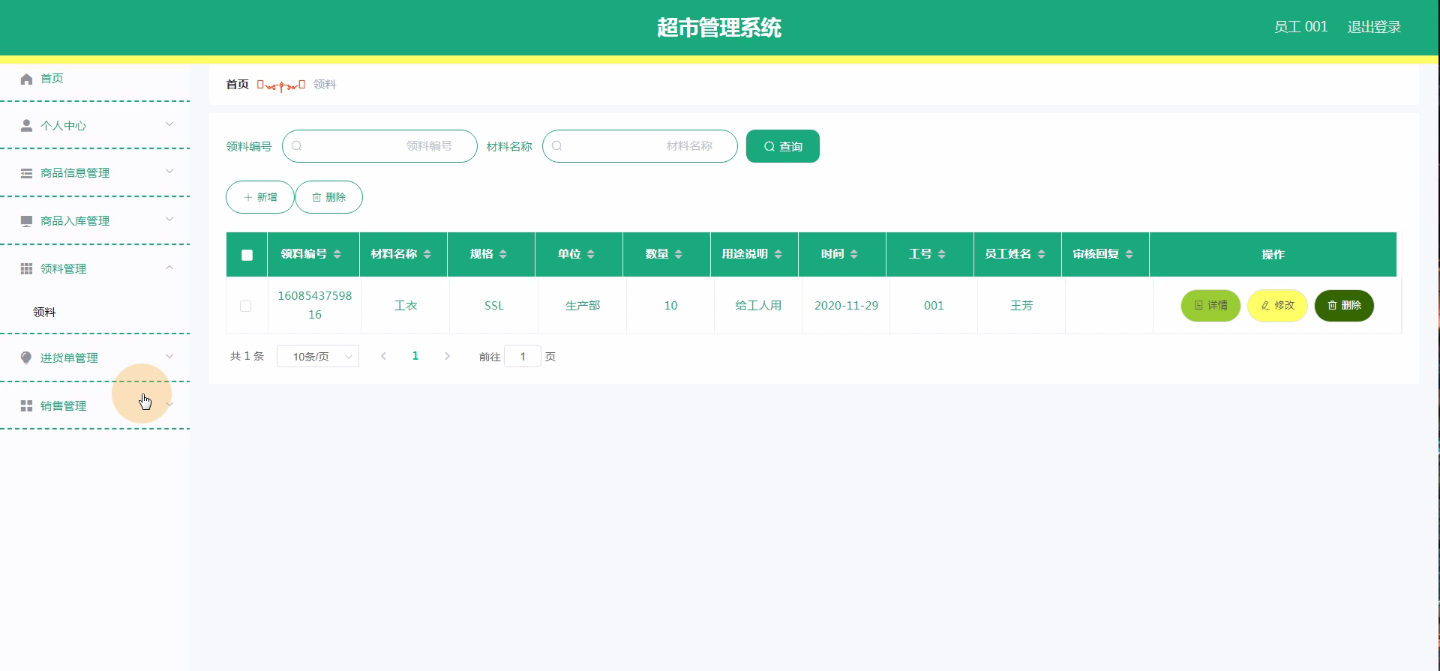 超市管理系统
员工 001 退出登录
首页
个人中心
商品信息管理
商品入库管理
领料管理
领料
进货单管理
销售管理
首页 领料
领料编号 领料编号 材料名称 材料名称 查询
新增 删除
领料编号 材料名称 规格 单位 数量 用途说明 时间 工号 员工姓名 审核回复 操作
16085437598
16
工衣 SSL 生产部 10 给工人用 2020-11-29 001 王芳 详情 修改 删除
共 1 条 10条/页 1 前往 1 页